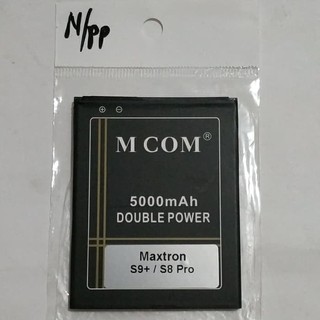 N/pp
M COM®
5000mAh
DOUBLE POWER
Maxtron
S9+ / S8 Pro